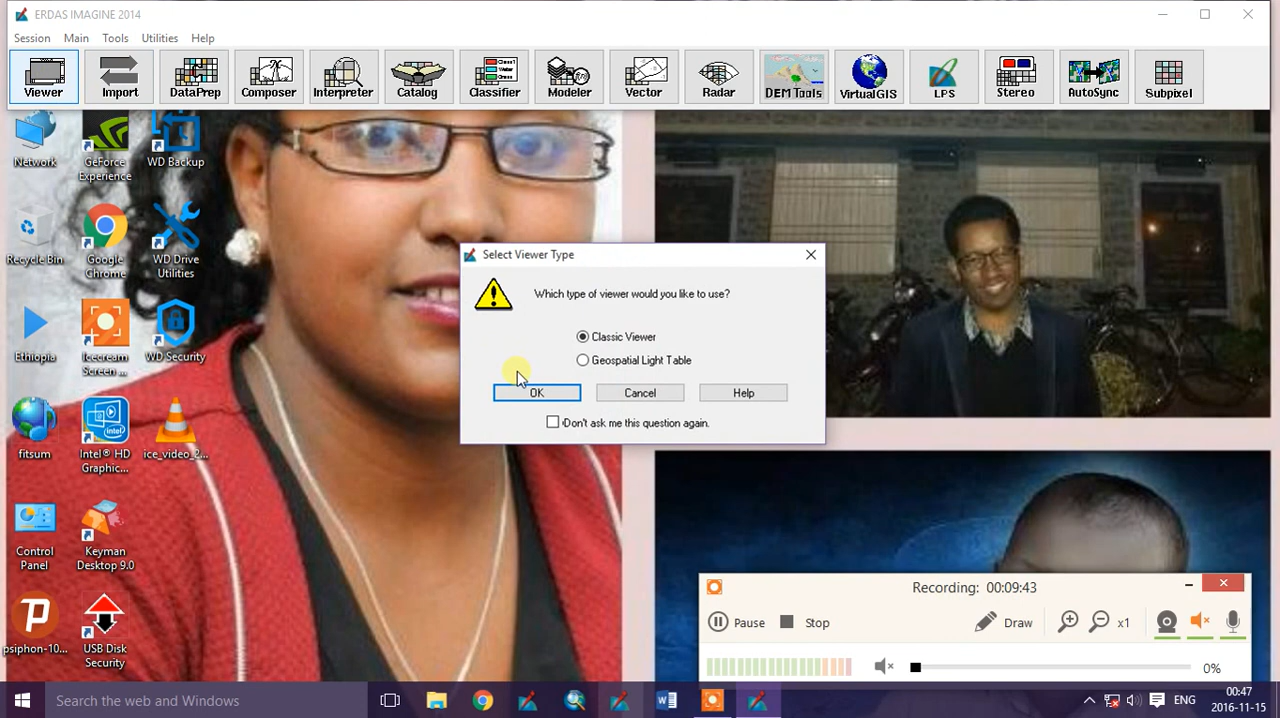 ERDAS IMAGINE 2014
Session Main Tools Utilities Help
Viewer Import DataPrep Composer Interpreter Catalog Classifier Modeler Vector Radar DEM Tools VirtualGIS LPS Stereo AutoSync Subpixel
Network
GeForce Experience
WD Backup
Recycle Bin
Google Chrome
WD Drive Utilities
Ethiopia
Icecream Screen ...
WD Security
fitsum
Intel® HD Graphic...
ice_video_2...
Control Panel
Keyman Desktop 9.0
psiphon-10...
USB Disk Security
Select Viewer Type
Which type of viewer would you like to use?
Classic Viewer
Geospatial Light Table
OK Cancel Help
Don't ask me this question again.
Recording: 00:09:43
Pause Stop Draw x1
0%
Search the web and Windows
ENG
00:47
2016-11-15